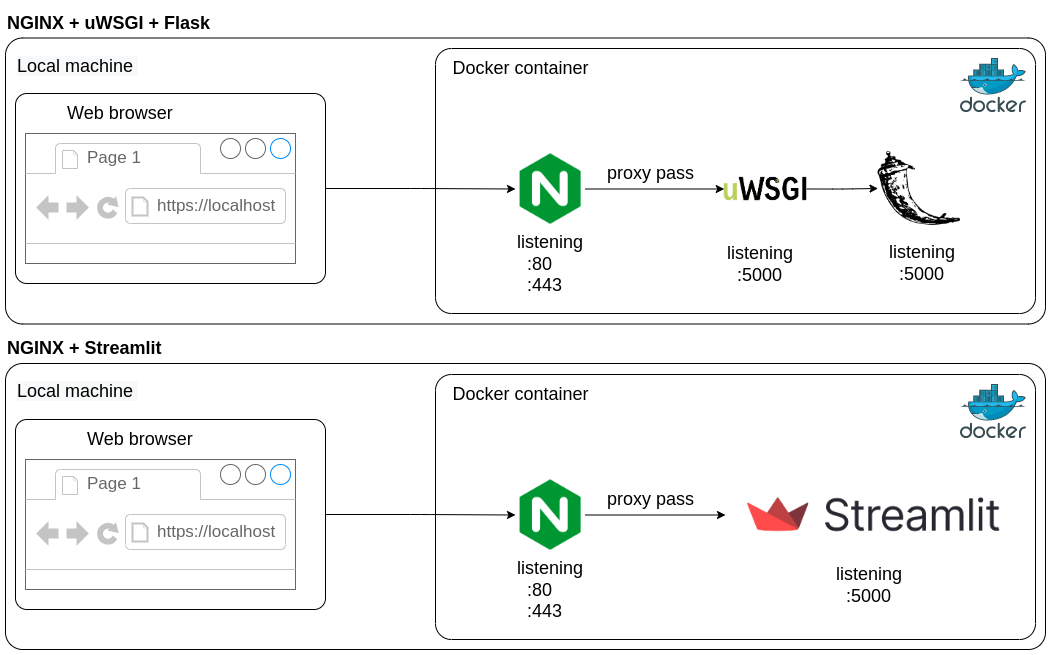 NGINX + uWSGI + Flask
Local machine
Docker container
docker
Web browser
Page 1
https://localhost
proxy pass
uWSGI
listening
:80
:443
listening
:5000
listening
:5000
NGINX + Streamlit
Local machine
Docker container
docker
Web browser
Page 1
https://localhost
N
proxy pass
Streamlit
listening
:80
:443
listening
:5000